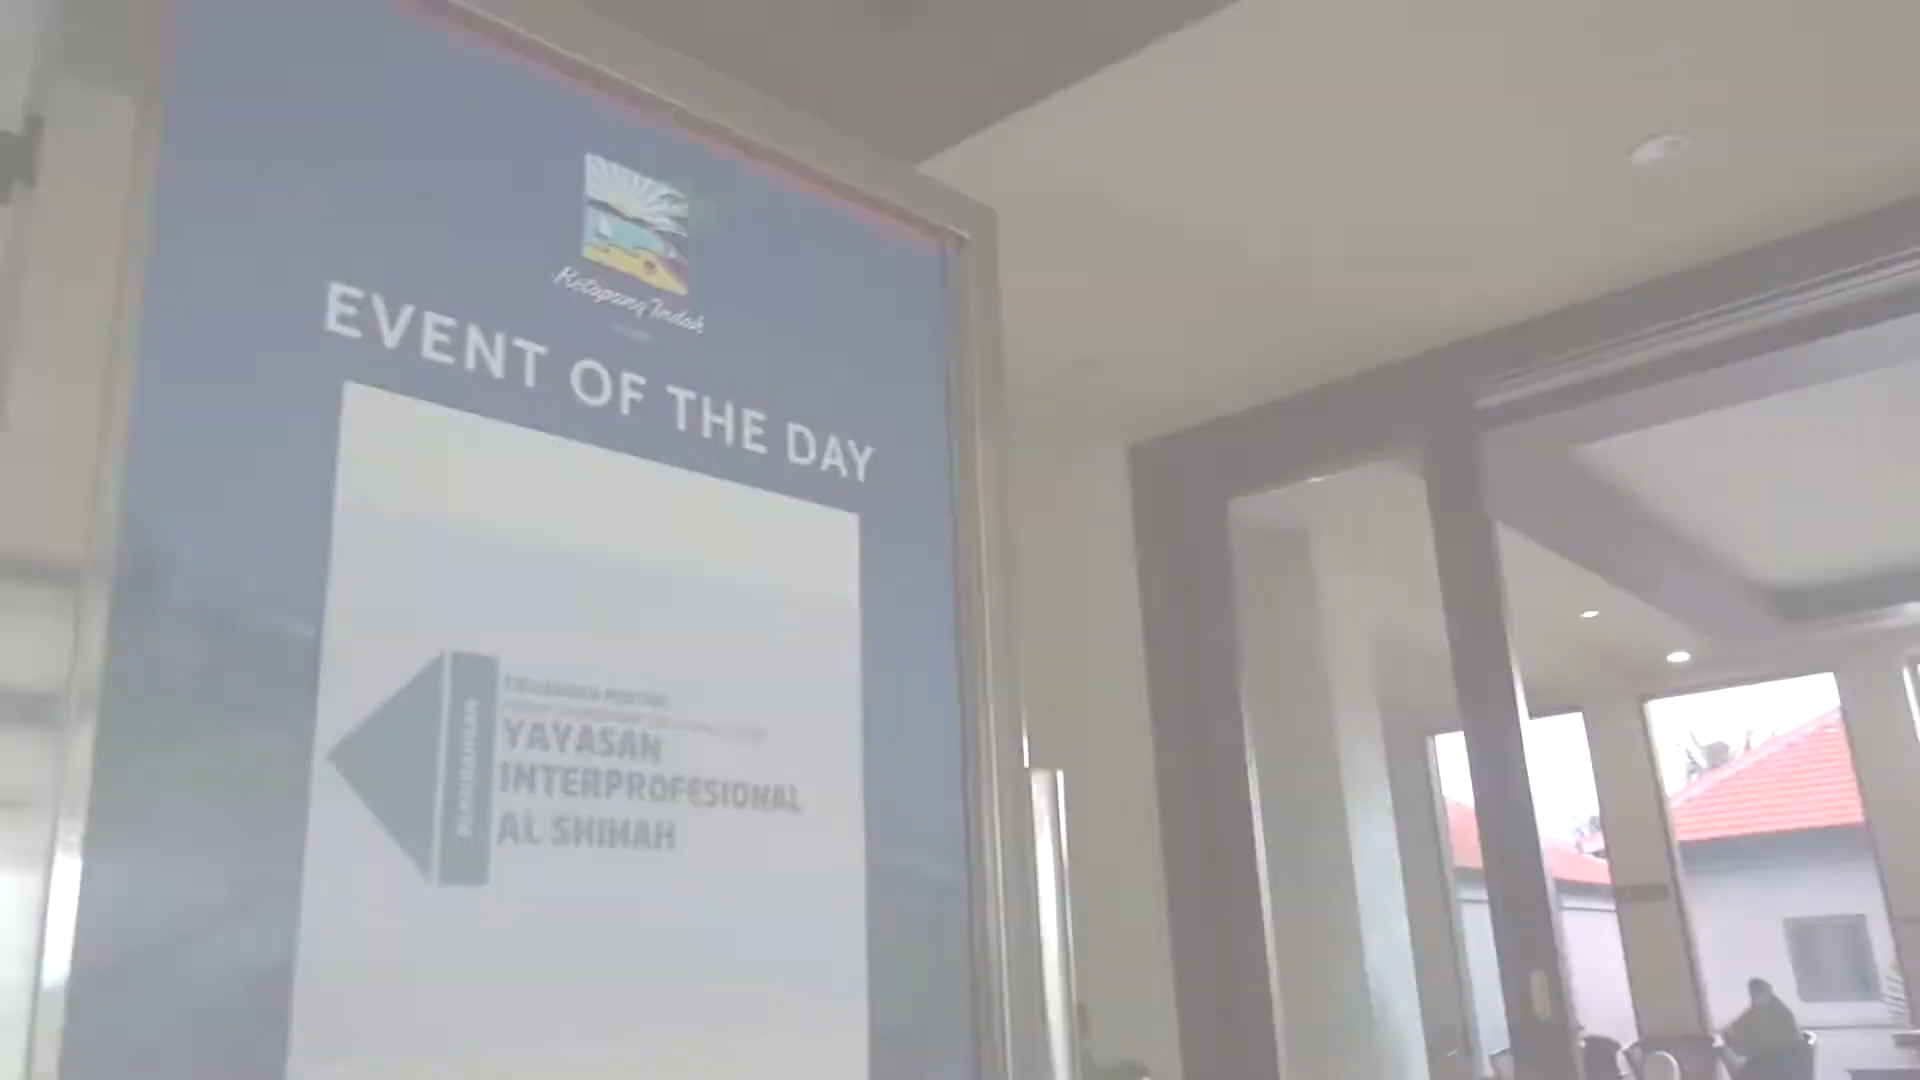 Ketapang Indah
EVENT OF THE DAY
YAYASAN
INTERPROFESIONAL
AL SHIHAH